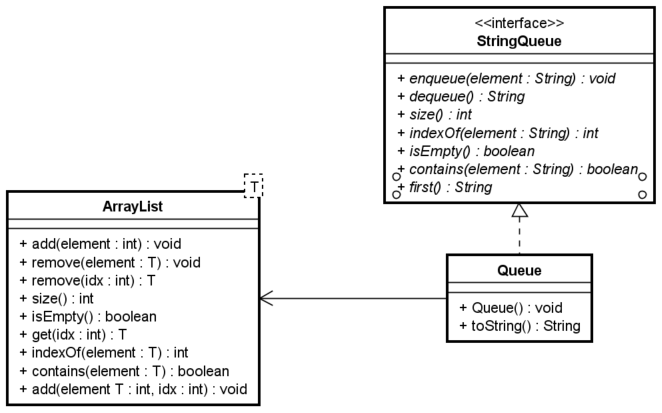 <<interface>>
StringQueue
+ enqueue(element : String) : void
+ dequeue() : String
+ size() : int
+ indexOf(element : String) : int
+ isEmpty() : boolean
+ contains(element : String) : boolean
+ first() : String
T
ArrayList
+ add(element : int) : void
+ remove(element : T) : void
+ remove(idx : int) : T
+ size() : int
+ isEmpty() : boolean
+ get(idx : int) : T
+ indexOf(element : T) : int
+ contains(element : T) : boolean
+ add(element T : int, idx : int) : void
Queue
+ Queue() : void
+ toString() : String